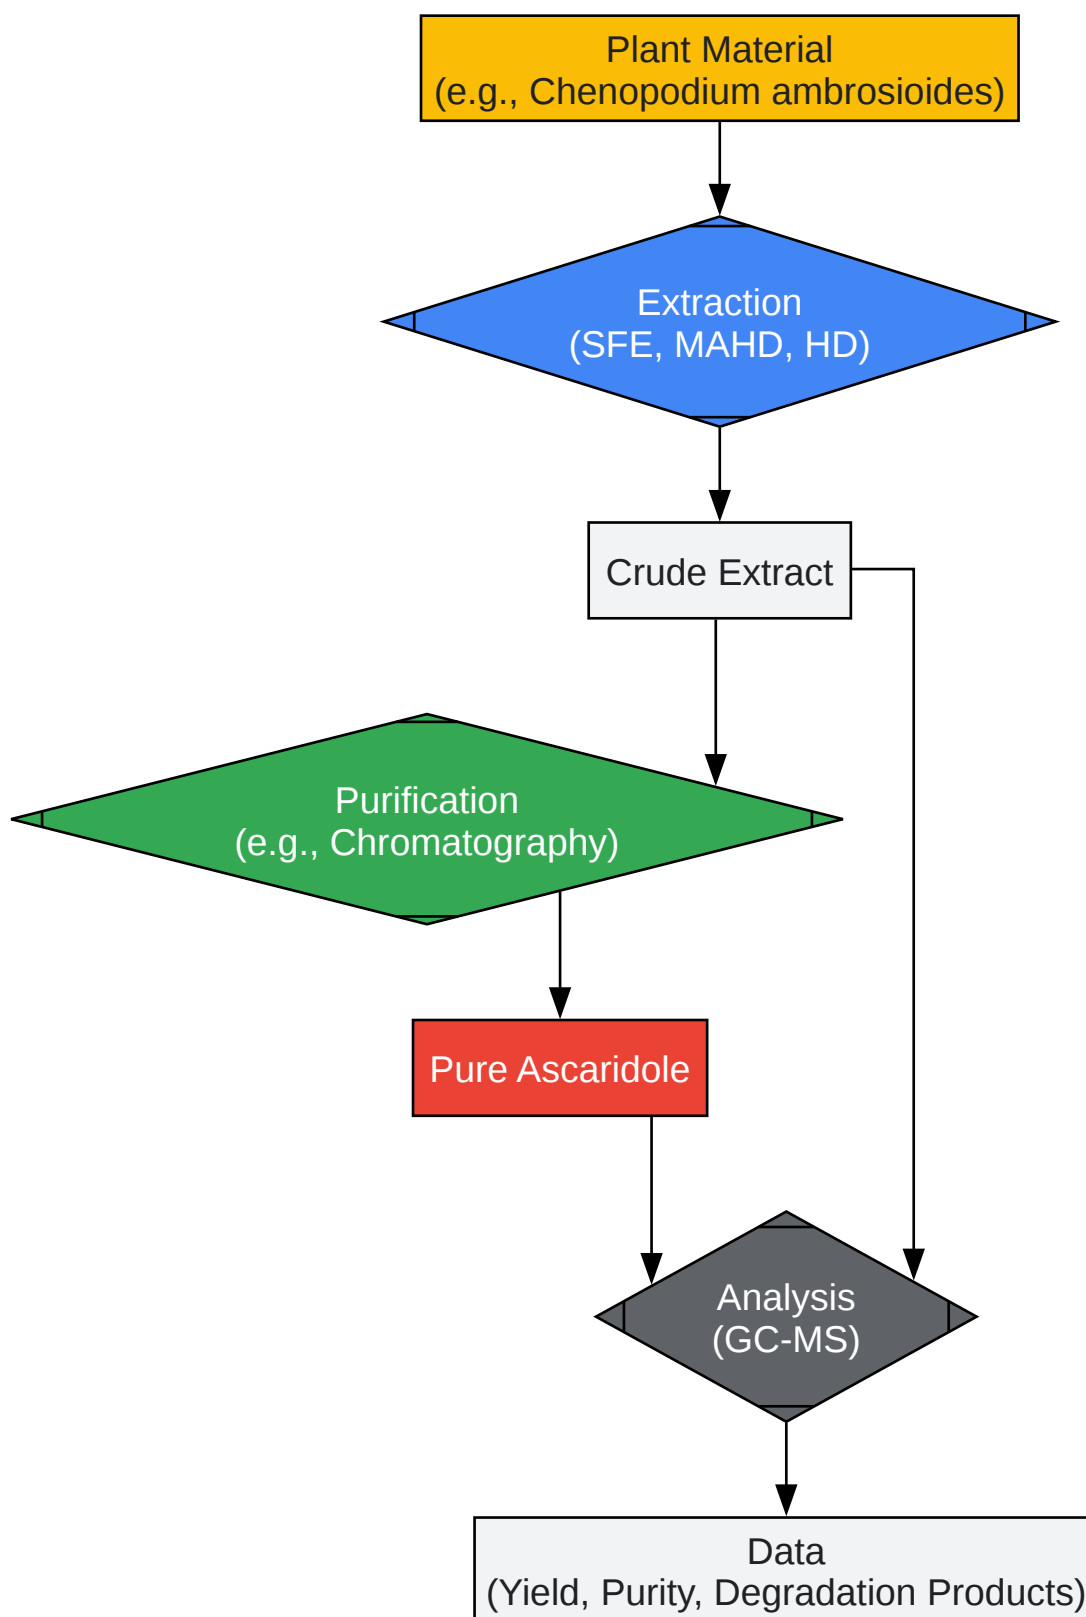 Plant Material
(e.g., Chenopodium ambrosioides)
Extraction
(SFE, MAHD, HD)
Crude Extract
Purification
(e.g., Chromatography)
Pure Ascaridole
Analysis
(GC-MS)
Data
(Yield, Purity, Degradation Products)